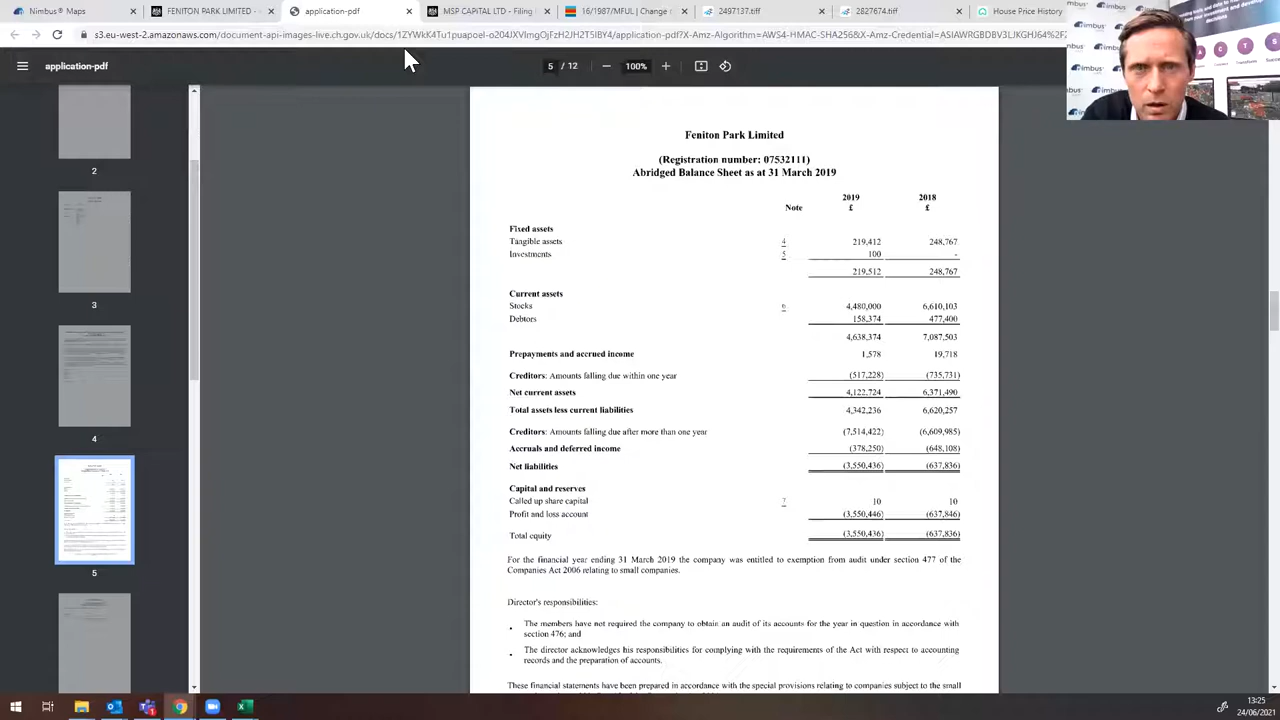 Nimbus® Maps
FENITON PARK LIMITED -
application-pdf
MSP CAPITAL LTD - Filing
16/1987/MFUL | Change
2497137.tif
2827674.tif
House Price History
application-pdf
5 / 12
100%
2
3
4
5
Feniton Park Limited
(Registration number: 07532111)
Abridged Balance Sheet as at 31 March 2019
2019 2018
Note £ £
Fixed assets
Tangible assets 4 219,412 248,767
Investments 5 100 -
219,512 248,767
Current assets
Stocks 6 4,480,000 6,610,103
Debtors 158,374 477,400
4,638,374 7,087,503
Prepayments and accrued income 1,578 19,718
Creditors: Amounts falling due within one year (517,228) (735,731)
Net current assets 4,122,724 6,371,490
Total assets less current liabilities 4,342,236 6,620,257
Creditors: Amounts falling due after more than one year (7,514,422) (6,609,985)
Accruals and deferred income (378,250) (648,108)
Net liabilities (3,550,436) (637,836)
Capital and reserves
Called up share capital 7 10 10
Profit and loss account (3,550,446) (637,846)
Total equity (3,550,436) (637,836)
For the financial year ending 31 March 2019 the company was entitled to exemption from audit under section 477 of the
Companies Act 2006 relating to small companies.
Director's responsibilities:
• The members have not required the company to obtain an audit of its accounts for the year in question in accordance with
section 476; and
• The director acknowledges his responsibilities for complying with the requirements of the Act with respect to accounting
records and the preparation of accounts.
These financial statements have been prepared in accordance with the special provisions relating to companies subject to the small
13:25
24/06/2021